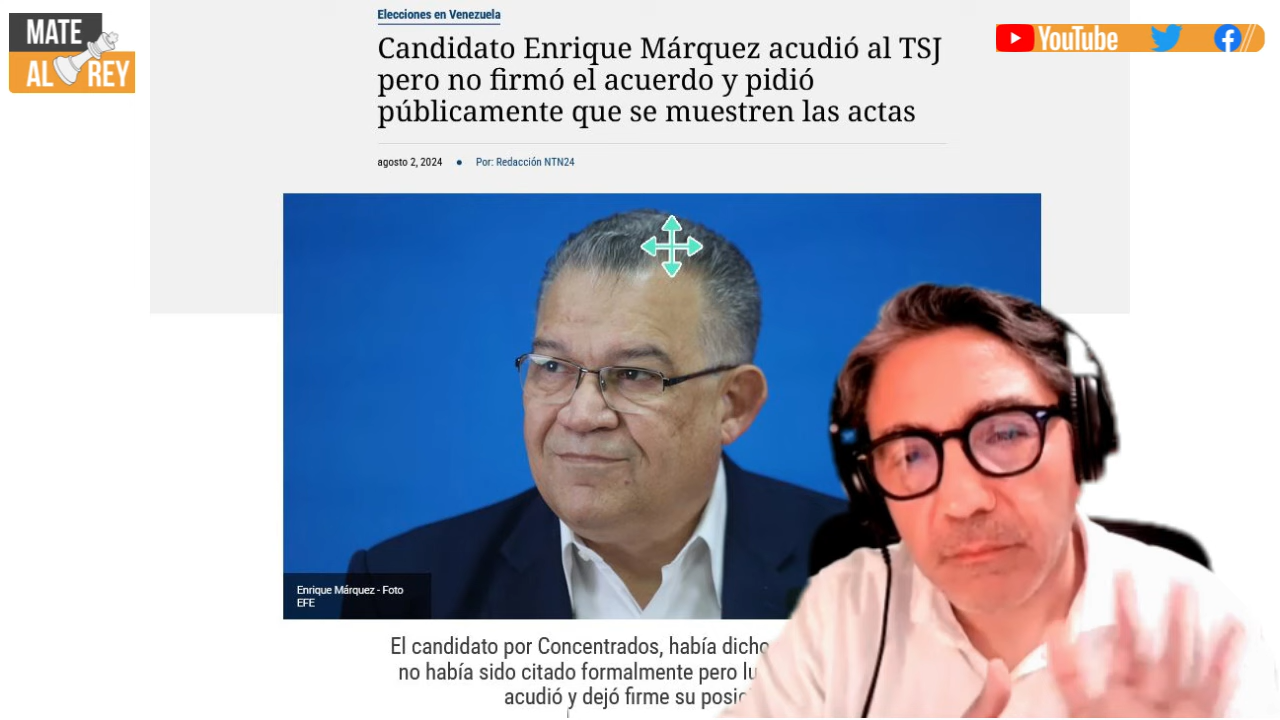 MATE
AL REY
YouTube
Elecciones en Venezuela
Candidato Enrique Márquez acudió al TSJ
pero no firmó el acuerdo y pidió
públicamente que se muestren las actas
agosto 2, 2024 • Por: Redacción NTN24
Enrique Márquez - Foto
EFE
El candidato por Concentrados, había dicho
no había sido citado formalmente pero
acudió y dejó firme su